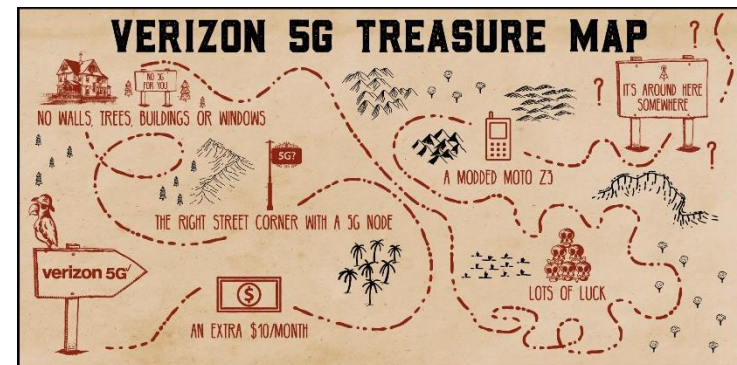 VERIZON 5G TREASURE MAP
NO 5G
FOR YOU
NO WALLS, TREES, BUILDINGS OR WINDOWS
IT'S AROUND HERE
SOMEWHERE
?
?
?
A MODDED MOTO Z3
5G?
THE RIGHT STREET CORNER WITH A 5G NODE
verizon 5G
LOTS OF LUCK
$
AN EXTRA $10/MONTH